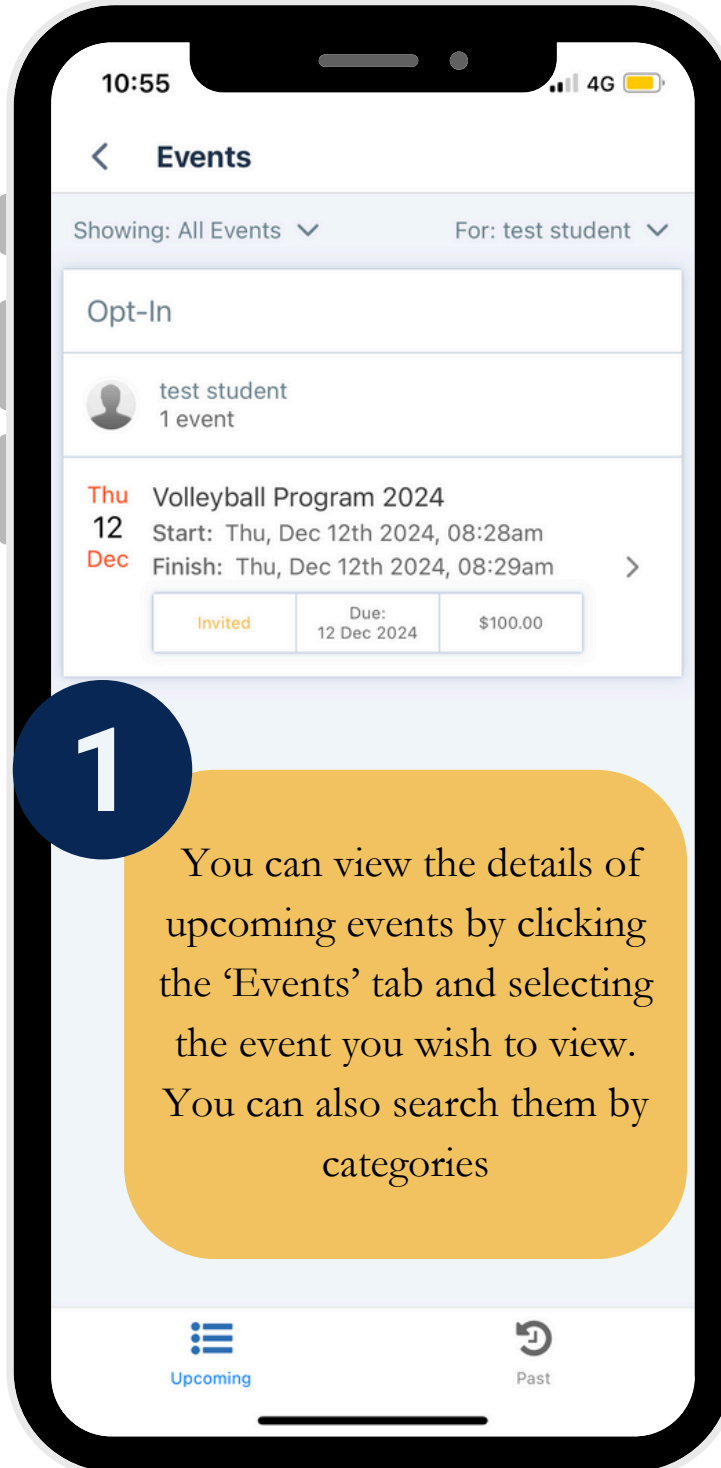 10:55 4G
Events
Showing: All Events For: test student
Opt-In
test student
1 event
Thu
12
Dec
Volleyball Program 2024
Start: Thu, Dec 12th 2024, 08:28am
Finish: Thu, Dec 12th 2024, 08:29am
Invited
Due:
12 Dec 2024
$100.00
1
You can view the details of
upcoming events by clicking
the ‘Events’ tab and selecting
the event you wish to view.
You can also search them by
categories
Upcoming Past